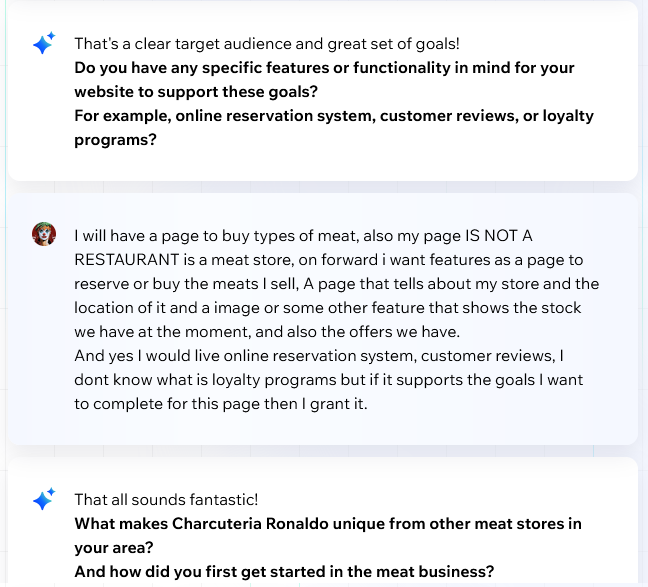 That's a clear target audience and great set of goals!
Do you have any specific features or functionality in mind for your
website to support these goals?
For example, online reservation system, customer reviews, or loyalty
programs?
I will have a page to buy types of meat, also my page IS NOT A
RESTAURANT is a meat store, on forward i want features as a page to
reserve or buy the meats I sell, A page that tells about my store and the
location of it and a image or some other feature that shows the stock
we have at the moment, and also the offers we have.
And yes I would live online reservation system, customer reviews, I
dont know what is loyalty programs but if it supports the goals I want
to complete for this page then I grant it.
That all sounds fantastic!
What makes Charcuteria Ronaldo unique from other meat stores in
your area?
And how did you first get started in the meat business?